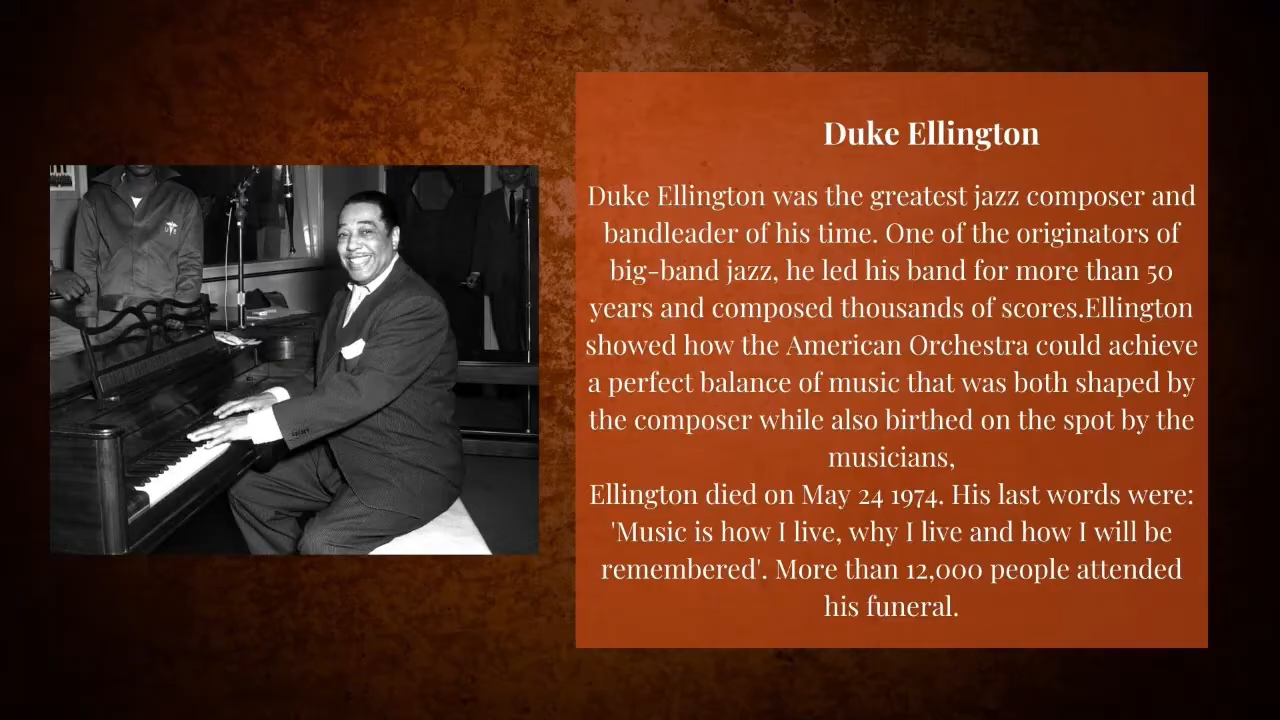 Duke Ellington
Duke Ellington was the greatest jazz composer and
bandleader of his time. One of the originators of
big-band jazz, he led his band for more than 50
years and composed thousands of scores.Ellington
showed how the American Orchestra could achieve
a perfect balance of music that was both shaped by
the composer while also birthed on the spot by the
musicians,
Ellington died on May 24 1974. His last words were:
'Music is how I live, why I live and how I will be
remembered'. More than 12,000 people attended
his funeral.